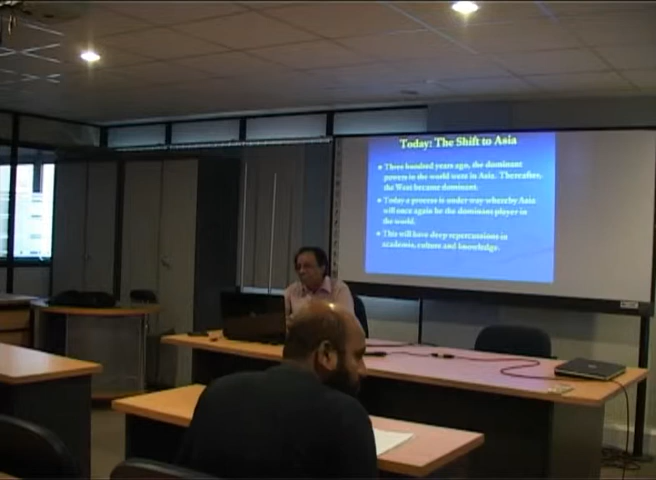 Today: The Shift to Asia
Three hundred years ago, the dominant
powers in the world were in Asia. Thereafter,
the West became dominant.
Today a process is under way whereby Asia
will once again be the dominant player in
the world.
This will have deep repercussions in
academia, culture and knowledge.